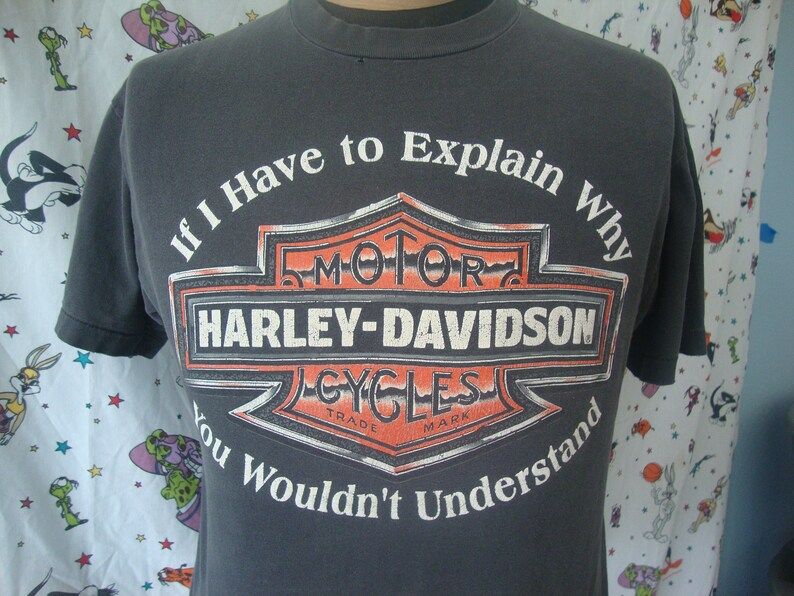 If I Have to Explain Why
MOTOR
HARLEY-DAVIDSON
CYCLES
TRADE MARK
You Wouldn't Understand